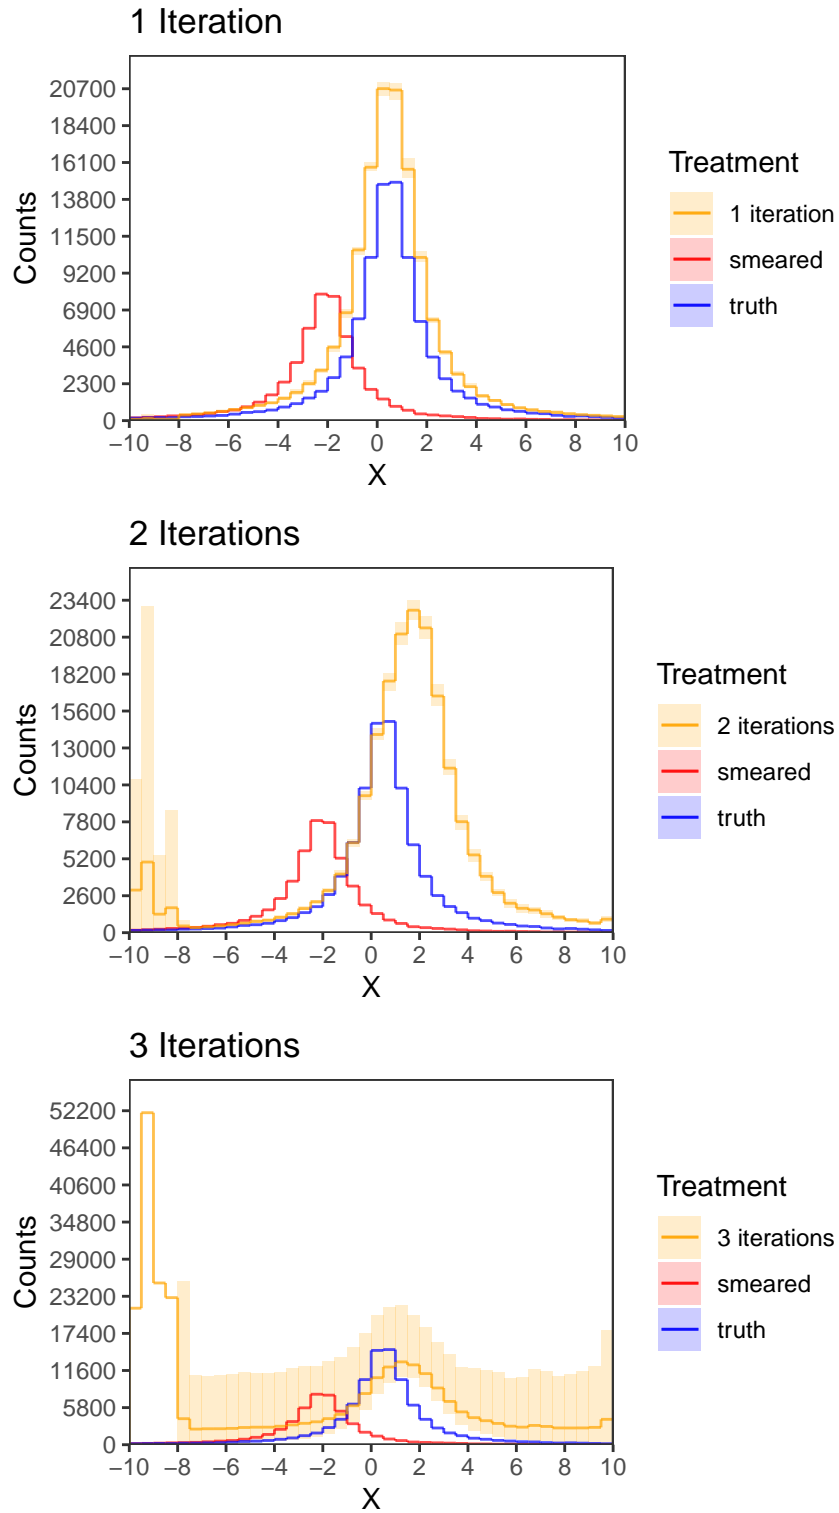 1 Iteration
20700
18400
16100
13800
11500
9200
6900
4600
2300
0
Counts
−10 −8 −6 −4 −2 0 2 4 6 8 10
X
Treatment
1 iteration
smeared
truth
2 Iterations
23400
20800
18200
15600
13000
10400
7800
5200
2600
0
Counts
−10 −8 −6 −4 −2 0 2 4 6 8 10
X
Treatment
2 iterations
smeared
truth
3 Iterations
52200
46400
40600
34800
29000
23200
17400
11600
5800
0
Counts
−10 −8 −6 −4 −2 0 2 4 6 8 10
X
Treatment
3 iterations
smeared
truth